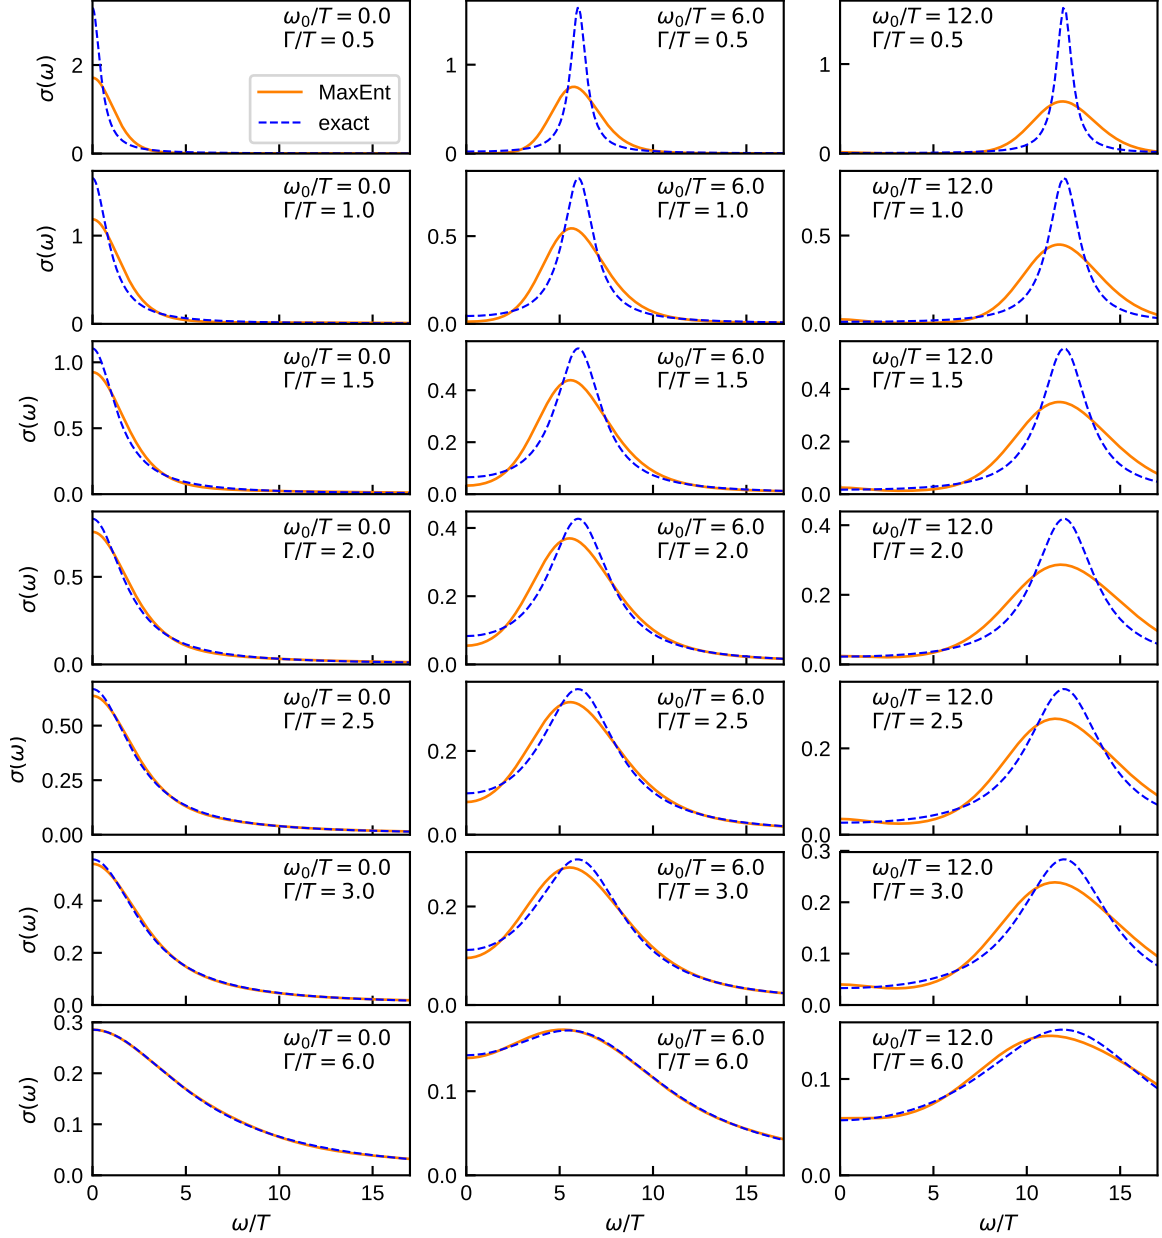 ω₀/T = 0.0
Γ/T = 0.5
MaxEnt
exact
σ(ω)
2
0
ω₀/T = 6.0
Γ/T = 0.5
1
0
ω₀/T = 12.0
Γ/T = 0.5
1
0
ω₀/T = 0.0
Γ/T = 1.0
σ(ω)
1
0
ω₀/T = 6.0
Γ/T = 1.0
0.5
0.0
ω₀/T = 12.0
Γ/T = 1.0
0.5
0.0
ω₀/T = 0.0
Γ/T = 1.5
σ(ω)
1.0
0.5
0.0
ω₀/T = 6.0
Γ/T = 1.5
0.4
0.2
0.0
ω₀/T = 12.0
Γ/T = 1.5
0.4
0.2
0.0
ω₀/T = 0.0
Γ/T = 2.0
σ(ω)
0.5
0.0
ω₀/T = 6.0
Γ/T = 2.0
0.4
0.2
0.0
ω₀/T = 12.0
Γ/T = 2.0
0.4
0.2
0.0
ω₀/T = 0.0
Γ/T = 2.5
σ(ω)
0.50
0.25
0.00
ω₀/T = 6.0
Γ/T = 2.5
0.2
0.0
ω₀/T = 12.0
Γ/T = 2.5
0.2
0.0
ω₀/T = 0.0
Γ/T = 3.0
σ(ω)
0.4
0.2
0.0
ω₀/T = 6.0
Γ/T = 3.0
0.2
0.0
ω₀/T = 12.0
Γ/T = 3.0
0.3
0.2
0.1
0.0
ω₀/T = 0.0
Γ/T = 6.0
σ(ω)
0.3
0.2
0.1
0.0
0 5 10 15
ω/T
ω₀/T = 6.0
Γ/T = 6.0
0.1
0.0
0 5 10 15
ω/T
ω₀/T = 12.0
Γ/T = 6.0
0.1
0.0
0 5 10 15
ω/T